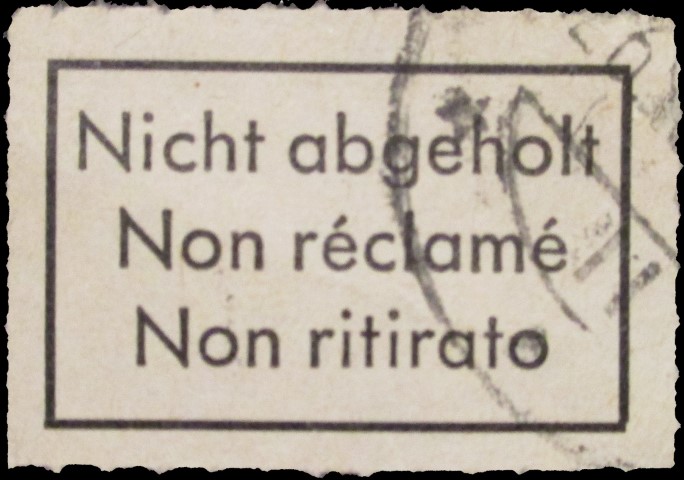 Nicht abgeholt
Non réclamé
Non ritirato